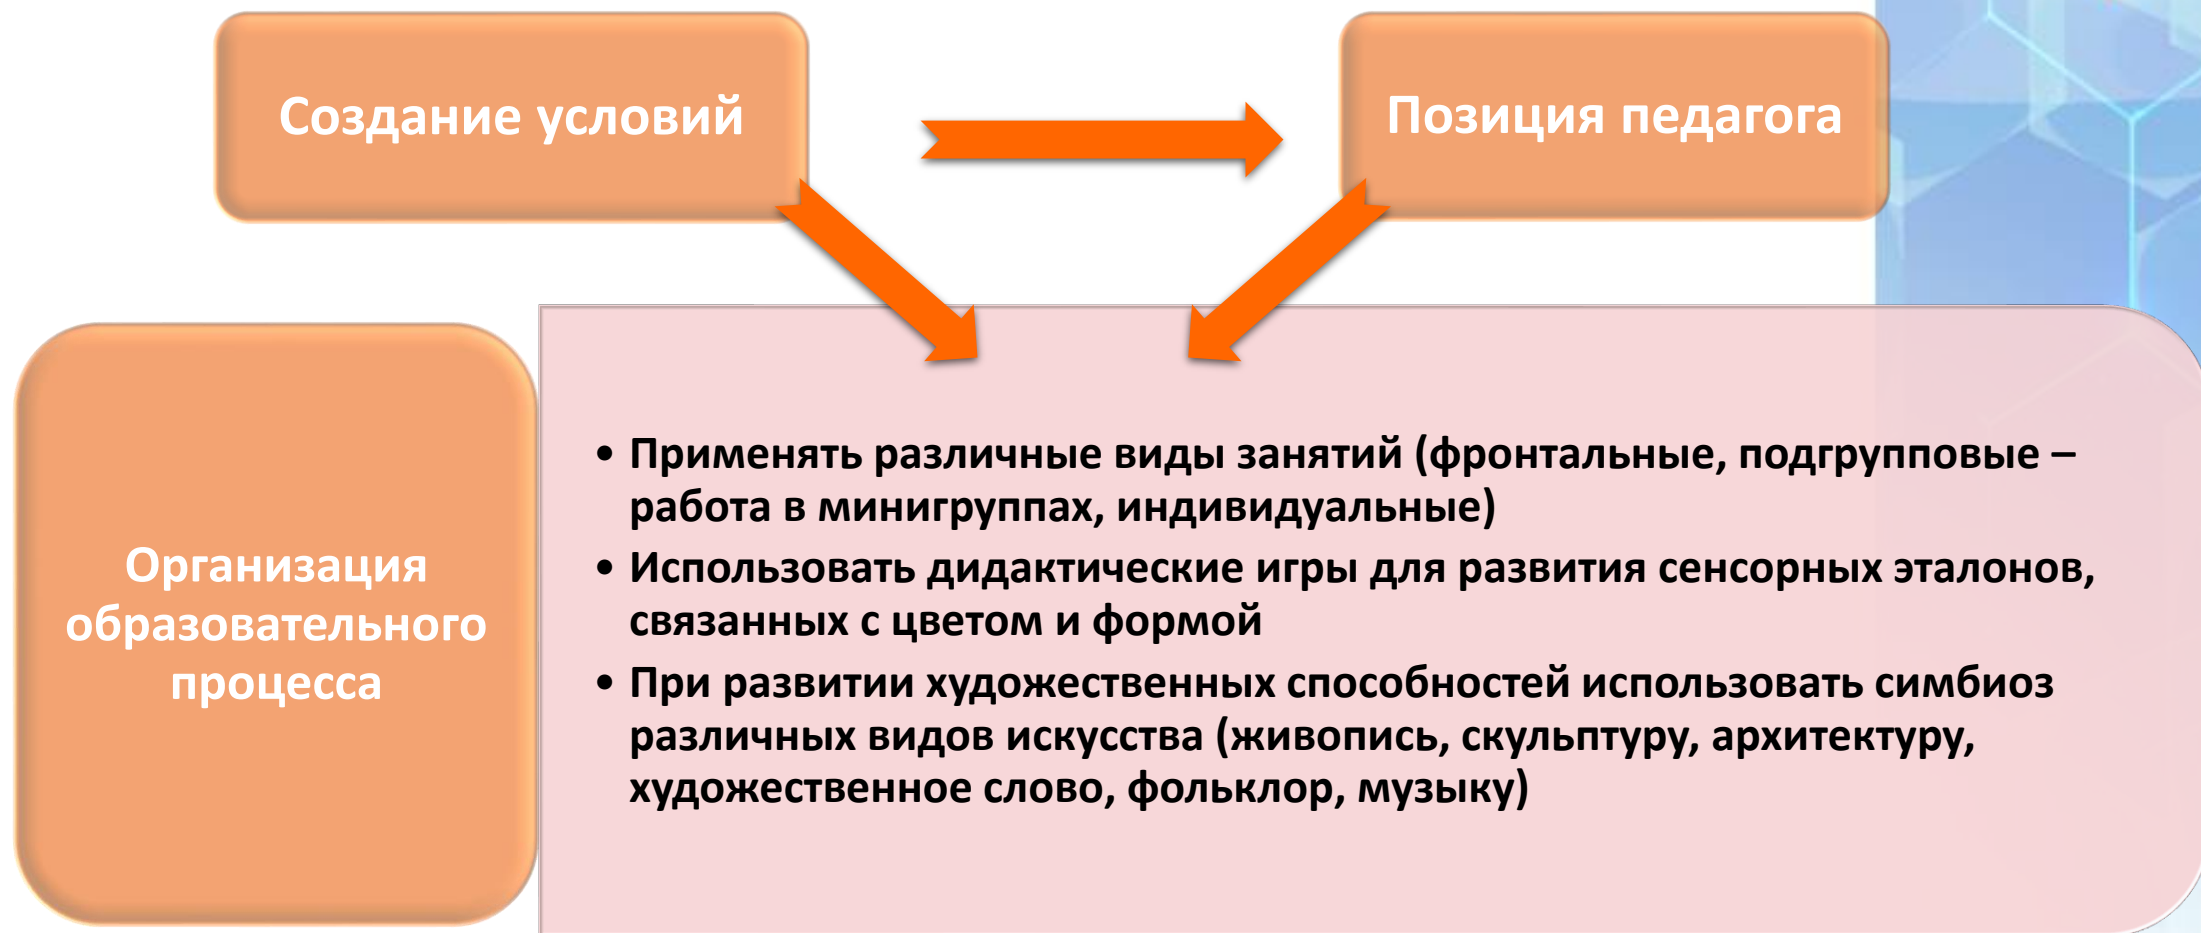 Создание условий
Позиция педагога
Организация
образовательного
процесса
• Применять различные виды занятий (фронтальные, подгрупповые –
работа в минигруппах, индивидуальные)
• Использовать дидактические игры для развития сенсорных эталонов,
связанных с цветом и формой
• При развитии художественных способностей использовать симбиоз
различных видов искусства (живопись, скульптуру, архитектуру,
художественное слово, фольклор, музыку)